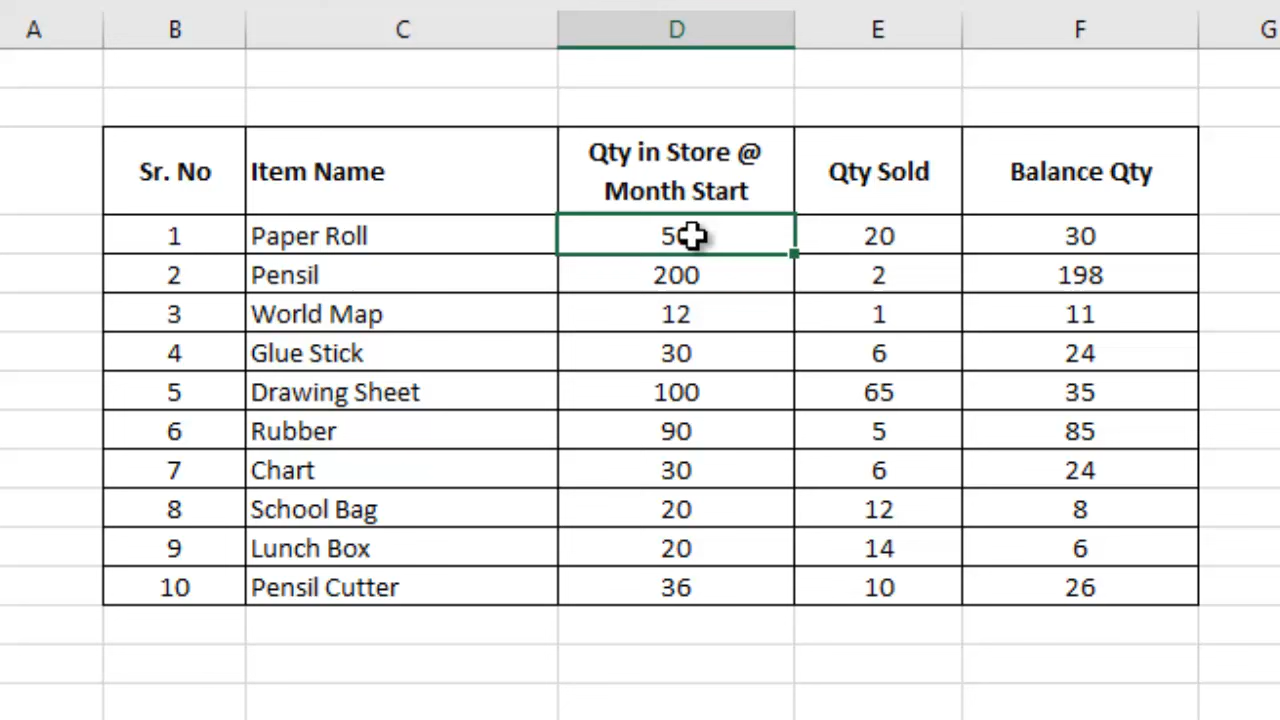 A B C D E F G
Sr. No Item Name Qty in Store @ Month Start Qty Sold Balance Qty
1 Paper Roll 20 30
2 Pensil 200 2 198
3 World Map 12 1 11
4 Glue Stick 30 6 24
5 Drawing Sheet 100 65 35
6 Rubber 90 5 85
7 Chart 30 6 24
8 School Bag 20 12 8
9 Lunch Box 20 14 6
10 Pensil Cutter 36 10 26